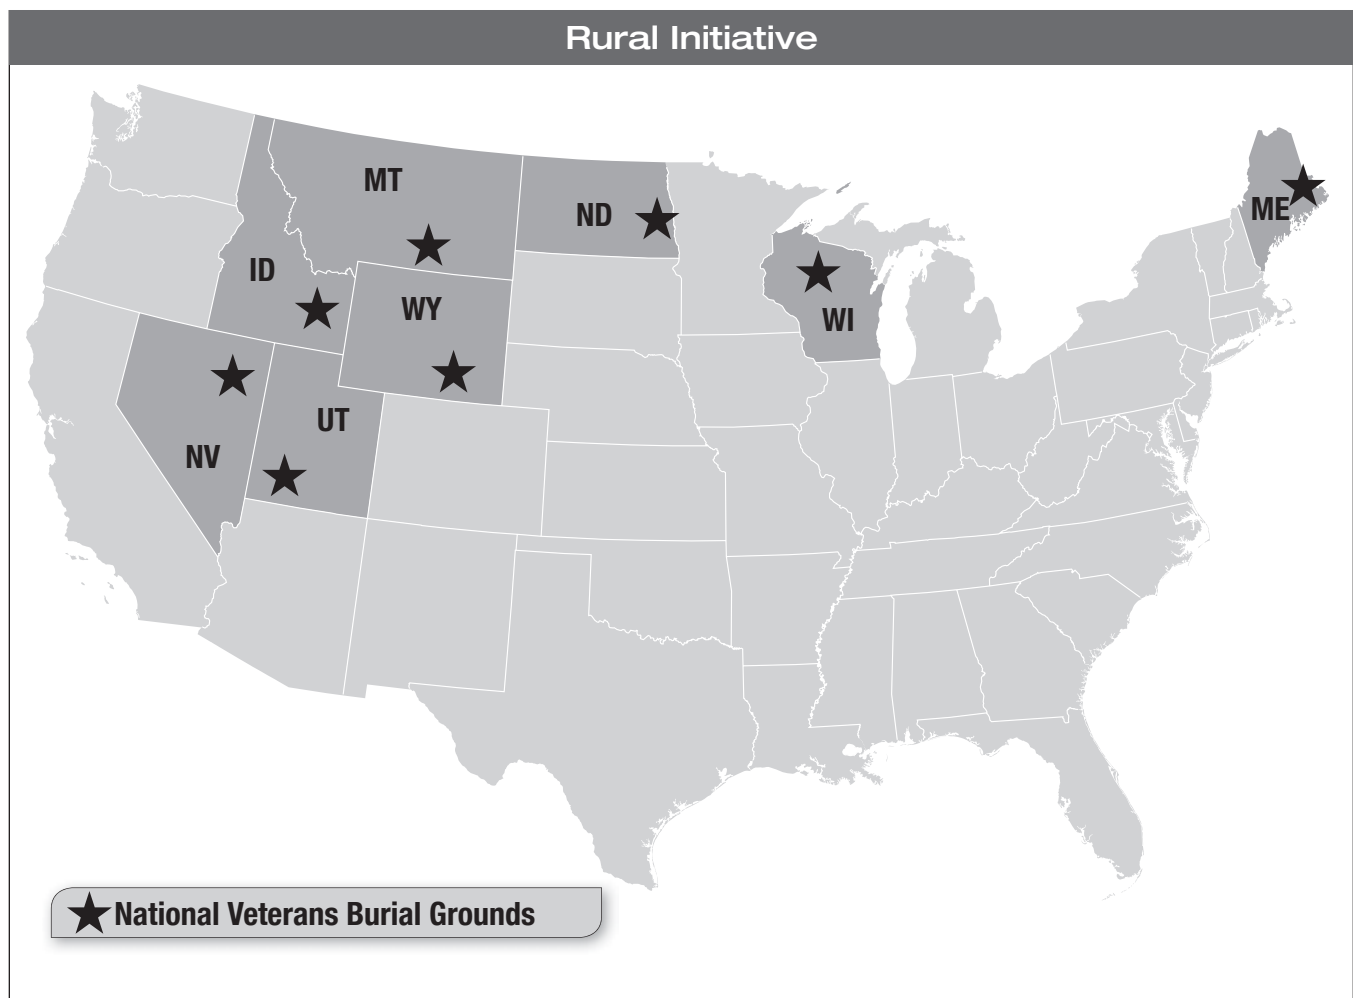 Rural Initiative
MT
ND
ME
ID
WY
WI
UT
NV
National Veterans Burial Grounds